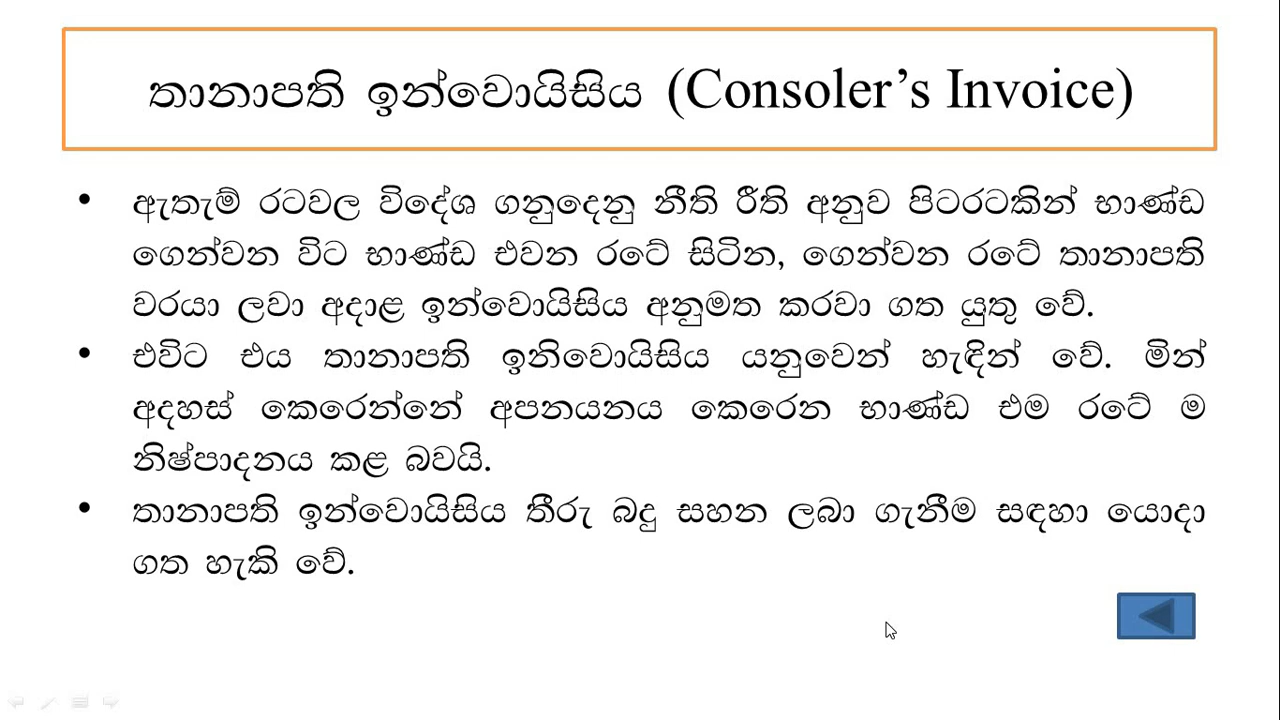 තානාපති ඉන්වොයිසිය (Consoler’s Invoice)
• ඇතැම් රටවල විදේශ ගනුදෙනු නීති රීති අනුව පිටරටකින් භාණ්ඩ
ගෙන්වන විට භාණ්ඩ එවන රටේ සිටින, ගෙන්වන රටේ තානාපති
වරයා ලවා අදාළ ඉන්වොයිසිය අනුමත කරවා ගත යුතු වේ.
• එවිට එය තානාපති ඉනිවොයිසිය යනුවෙන් හැඳින් වේ. මින්
අදහස් කෙරෙන්නේ අපනයනය කෙරෙන භාණ්ඩ එම රටේ ම
නිෂ්පාදනය කළ බවයි.
• තානාපති ඉන්වොයිසිය තීරු බදු සහන ලබා ගැනීම සඳහා යොදා
ගත හැකි වේ.